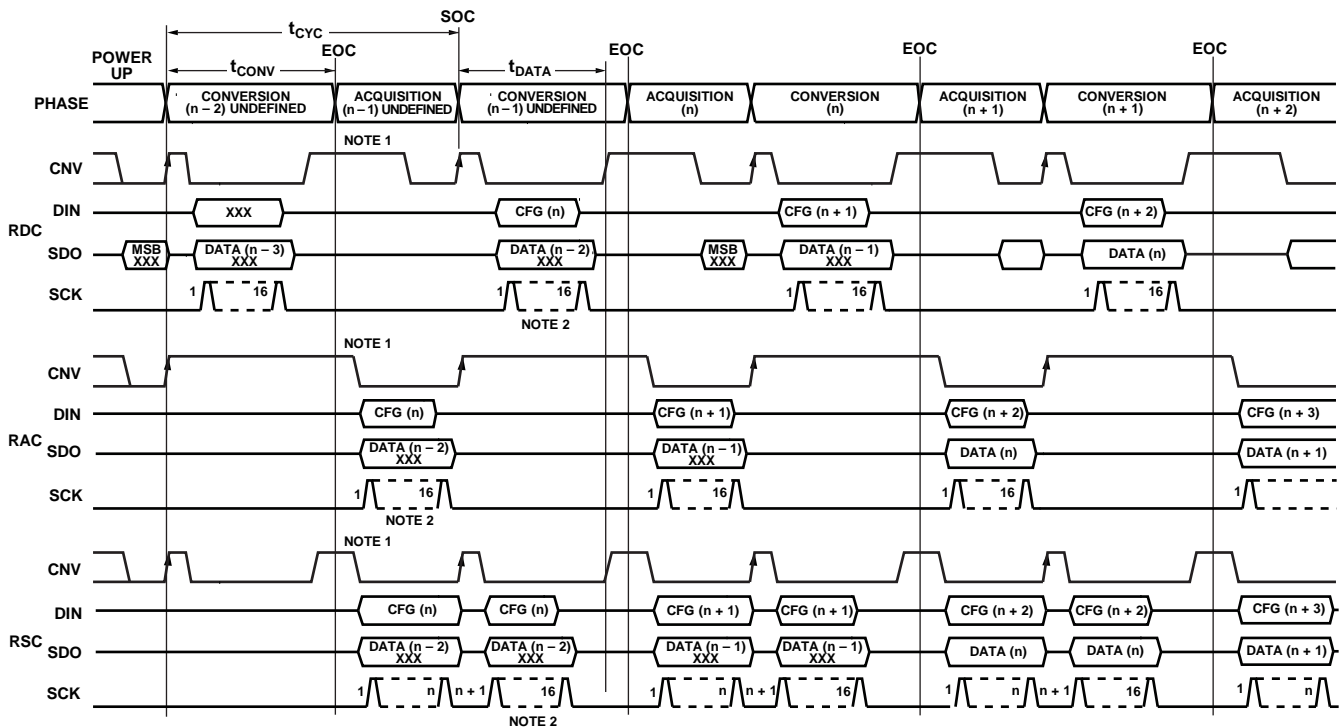 SOC
tCYC
EOC EOC EOC
POWER
UP
tCONV tDATA
PHASE
CONVERSION
(n – 2) UNDEFINED
ACQUISITION
(n – 1) UNDEFINED
CONVERSION
(n – 1) UNDEFINED
ACQUISITION
(n)
CONVERSION
(n)
ACQUISITION
(n + 1)
CONVERSION
(n + 1)
ACQUISITION
(n + 2)
NOTE 1
CNV
RDC
DIN XXX CFG (n) CFG (n + 1) CFG (n + 2)
SDO
MSB
XXX
DATA (n – 3)
XXX
DATA (n – 2)
XXX
MSB
XXX
DATA (n – 1)
XXX
DATA (n)
SCK 1 16 1 16 1 16 1 16
NOTE 2
NOTE 1
CNV
RAC
DIN CFG (n) CFG (n + 1) CFG (n + 2) CFG (n + 3)
SDO
DATA (n – 2)
XXX
DATA (n – 1)
XXX
DATA (n)
DATA (n + 1)
SCK 1 16 1 16 1 16 1
NOTE 2
NOTE 1
CNV
DIN CFG (n) CFG (n) CFG (n + 1) CFG (n + 1) CFG (n + 2) CFG (n + 2) CFG (n + 3)
RSC
SDO
DATA (n – 2)
XXX
DATA (n – 2)
XXX
DATA (n – 1)
XXX
DATA (n – 1)
XXX
DATA (n)
DATA (n)
DATA (n + 1)
SCK 1 n n + 1 16 1 n n + 1 16 1 n n + 1 16 1 n
NOTE 2